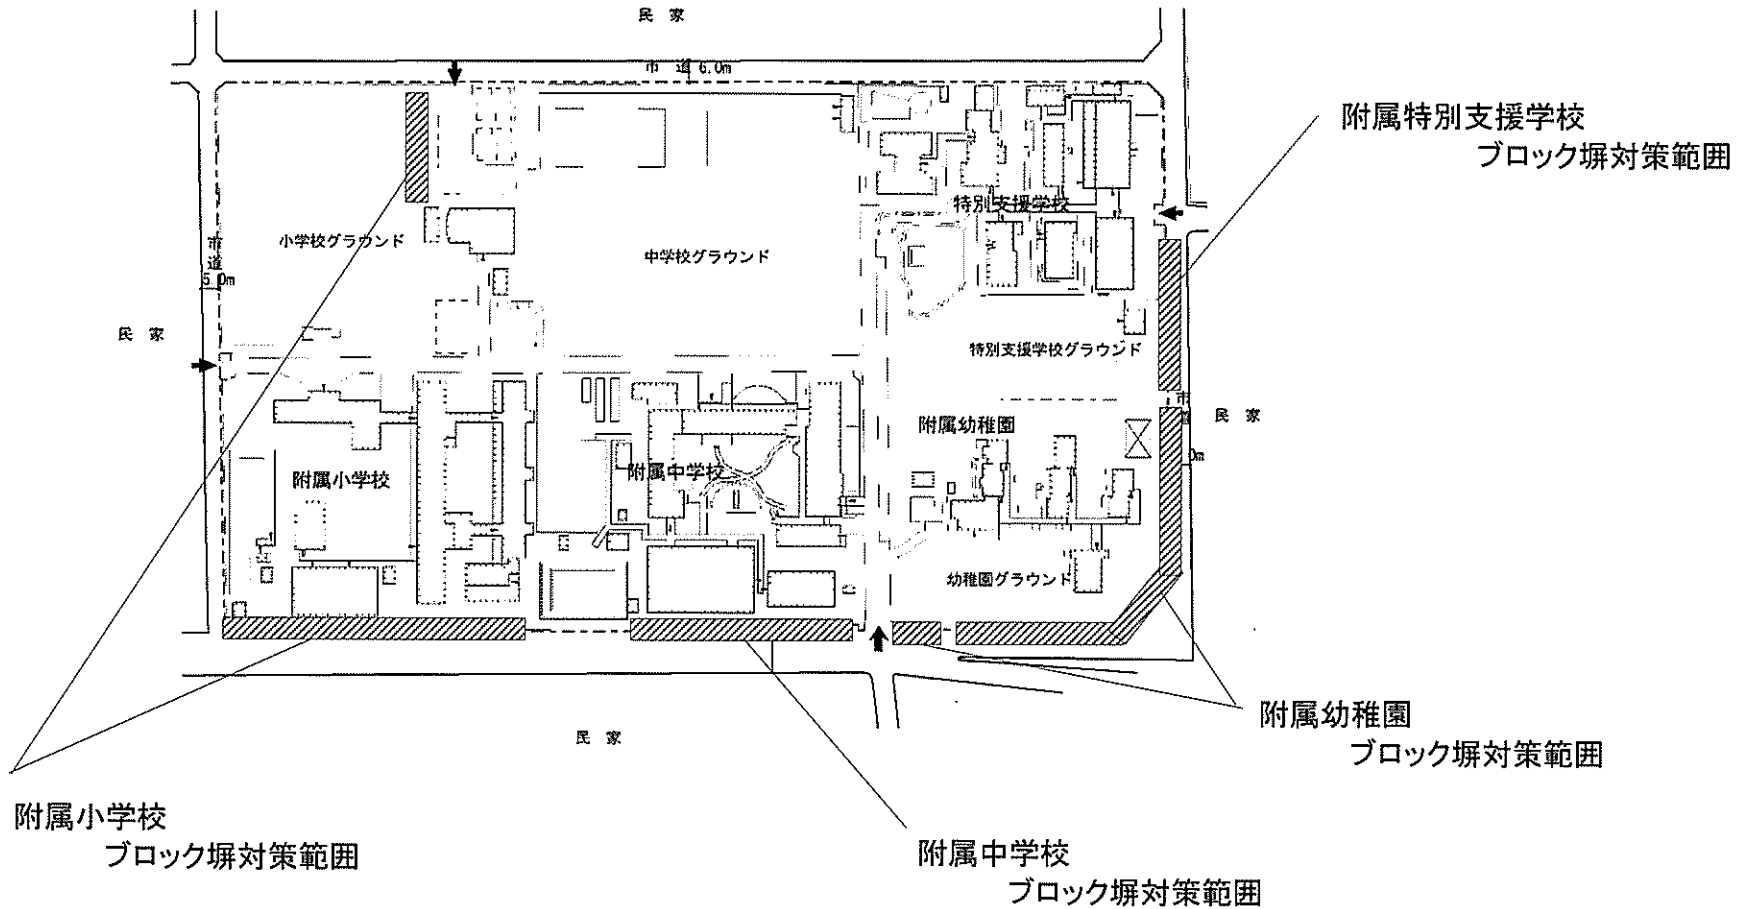 民 家
市 道 6.0m
附属特別支援学校
ブロック塀対策範囲
特別支援学校
小学校グラウンド
中学校グラウンド
市
道
5.0m
民 家
特別支援学校グラウンド
市
民 家
附属幼稚園
附属小学校
附属中学校
幼稚園グラウンド
附属幼稚園
ブロック塀対策範囲
民 家
附属小学校
ブロック塀対策範囲
附属中学校
ブロック塀対策範囲